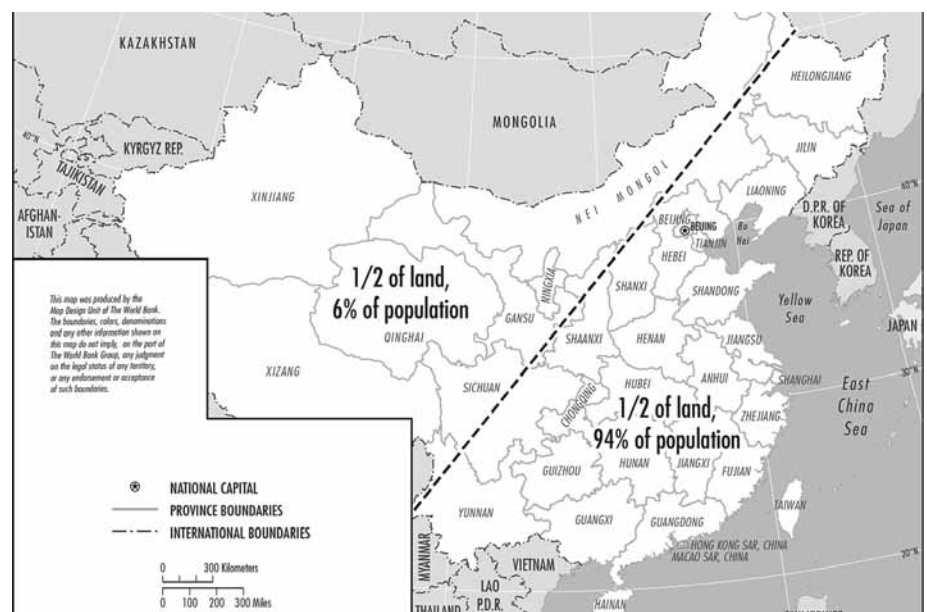 KAZAKHSTAN
HEILONGJIANG
MONGOLIA
40°N
KYRGYZ REP.
JILIN
TAJIKISTAN
XINJIANG
NEI MONGOL
LIAONING
40°N
AFGHAN-
ISTAN
D.P.R. OF
KOREA
Sea of
Japan
BEIJING
BEIJING
TIANJIN
Bo
Hai
HEBEI
REP. OF
KOREA
1/2 of land,
6% of population
NINGXIA
SHANXI
SHANDONG
This map was produced by the
Map Design Unit of The World Bank.
The boundaries, colors, denominations
and any other information shown on
this map do not imply, on the part of
The World Bank Group, any judgment
on the legal status of any territory,
or any endorsement or acceptance
of such boundaries.
Yellow
Sea
GANSU
QINGHAI
SHAANXI
HENAN
JIANGSU
JAPAN
XIZANG
SICHUAN
CHONGQING
HUBEI
ANHUI
SHANGHAI
30°N
East
China
Sea
1/2 of land,
94% of population
ZHEJIANG
GUIZHOU
HUNAN
JIANGXI
FUJIAN
NATIONAL CAPITAL
PROVINCE BOUNDARIES
INTERNATIONAL BOUNDARIES
YUNNAN
GUANGXI
GUANGDONG
TAIWAN
HONG KONG SAR, CHINA
MACAO SAR, CHINA
20°N
MYANMAR
VIETNAM
LAO
P.D.R.
THAILAND
HAINAN
0 300 Kilometers
0 100 200 300 Miles